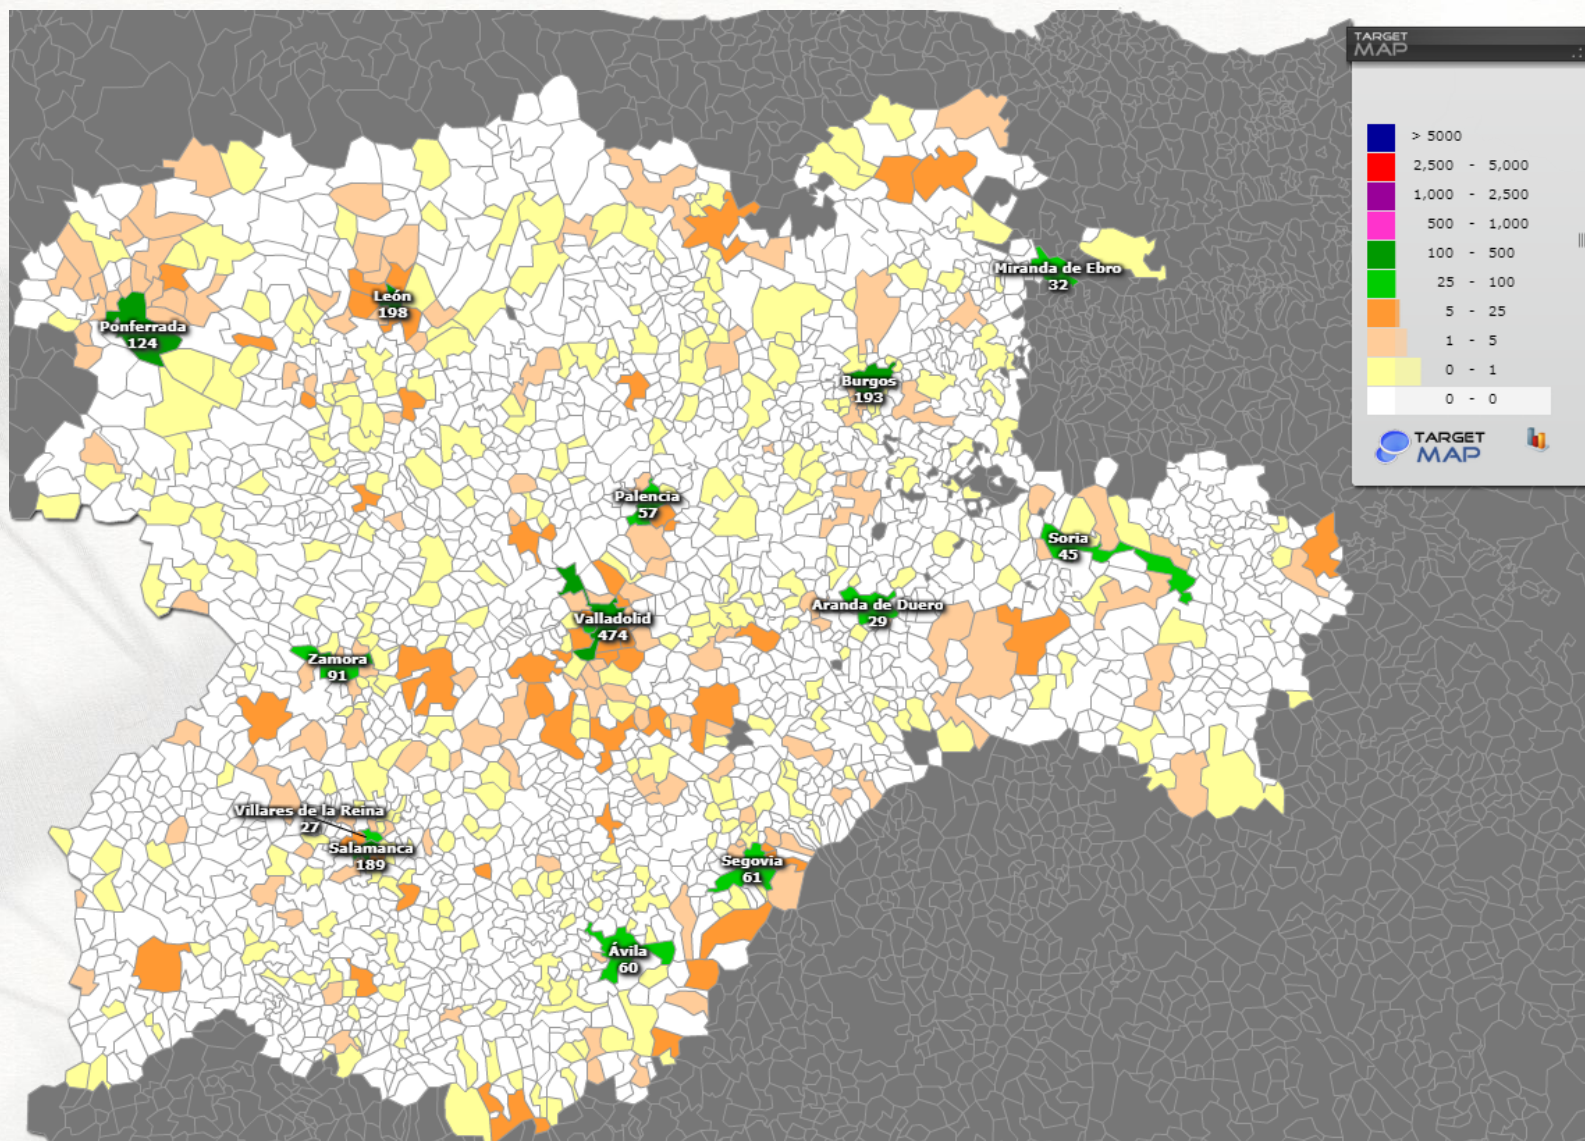 TARGET
MAP
> 5000
2,500 - 5,000
1,000 - 2,500
500 - 1,000
100 - 500
25 - 100
5 - 25
1 - 5
0 - 1
0 - 0
TARGET
MAP
Miranda de Ebro
32
León
198
Ponferrada
124
Burgos
193
Palencia
57
Soria
45
Aranda de Duero
29
Valladolid
474
Zamora
91
Villares de la Reina
27
Salamanca
189
Segovia
61
Ávila
60